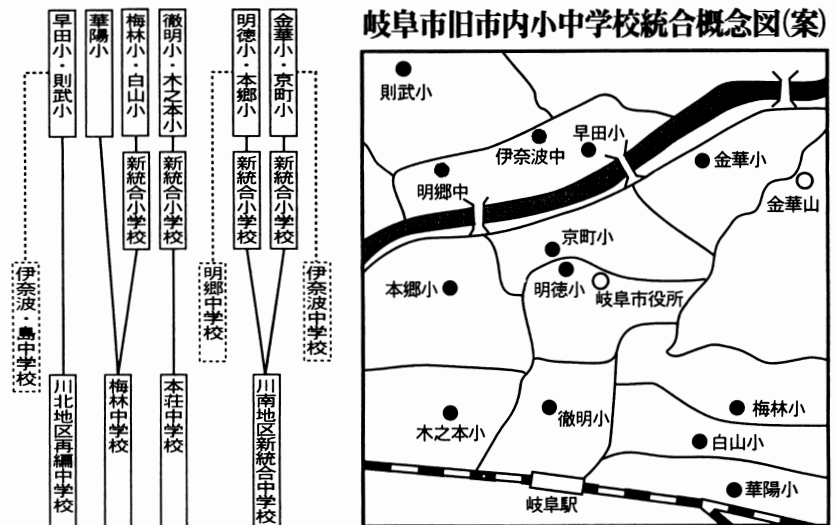 岐阜市旧市内小中学校統合概念図(案)
金華小・京町小
明徳小・本郷小
徹明小・木之本小
梅林小・白山小
華陽小
早田小・則武小
新統合小学校
新統合小学校
新統合小学校
新統合小学校
伊奈波中学校
明郷中学校
伊奈波・島中学校
川南地区新統合中学校
本荘中学校
梅林中学校
川北地区再編中学校
則武小
伊奈波中
早田小
明郷中
金華小
金華山
京町小
本郷小
明徳小
岐阜市役所
木之本小
徹明小
梅林小
白山小
華陽小
岐阜駅